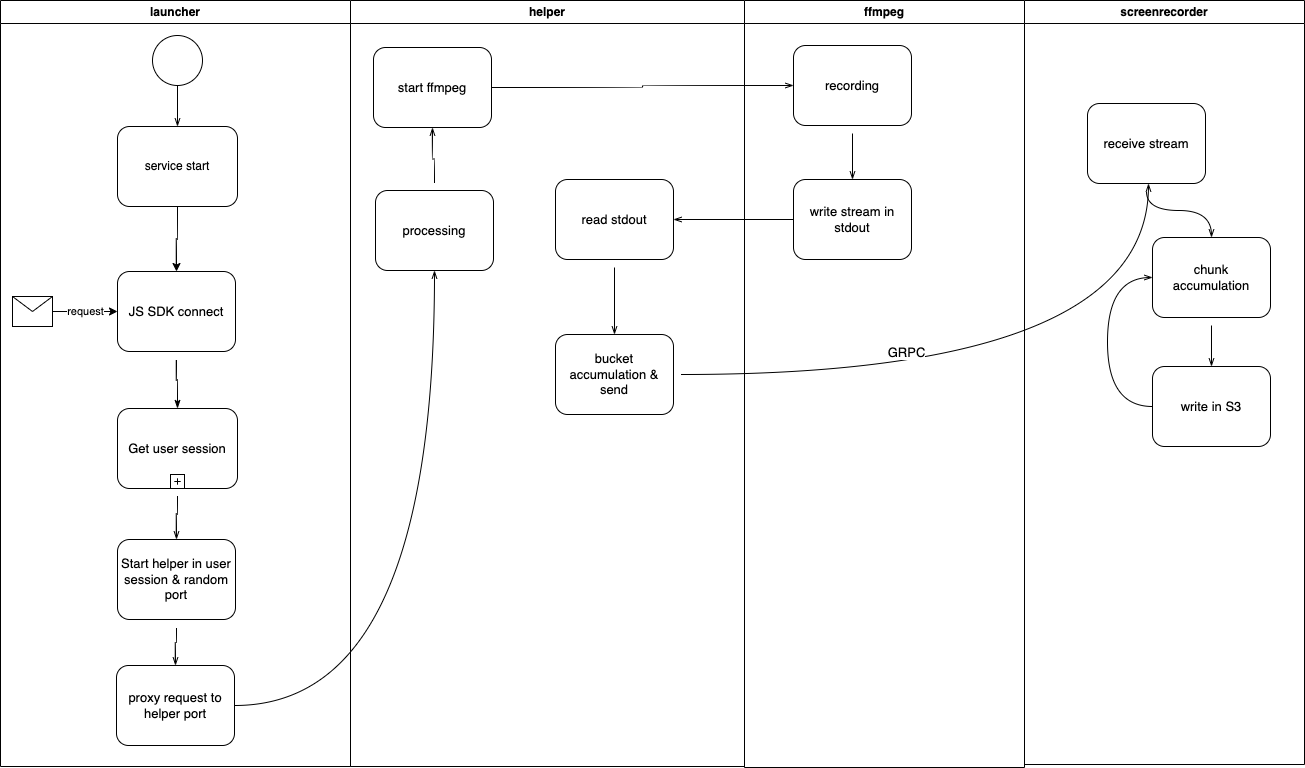 launcher
helper
ffmpeg
screenrecorder
service start
request
JS SDK connect
Get user session
+
Start helper in user
session & random
port
proxy request to
helper port
start ffmpeg
processing
read stdout
bucket
accumulation &
send
GRPC
recording
write stream in
stdout
receive stream
chunk
accumulation
write in S3